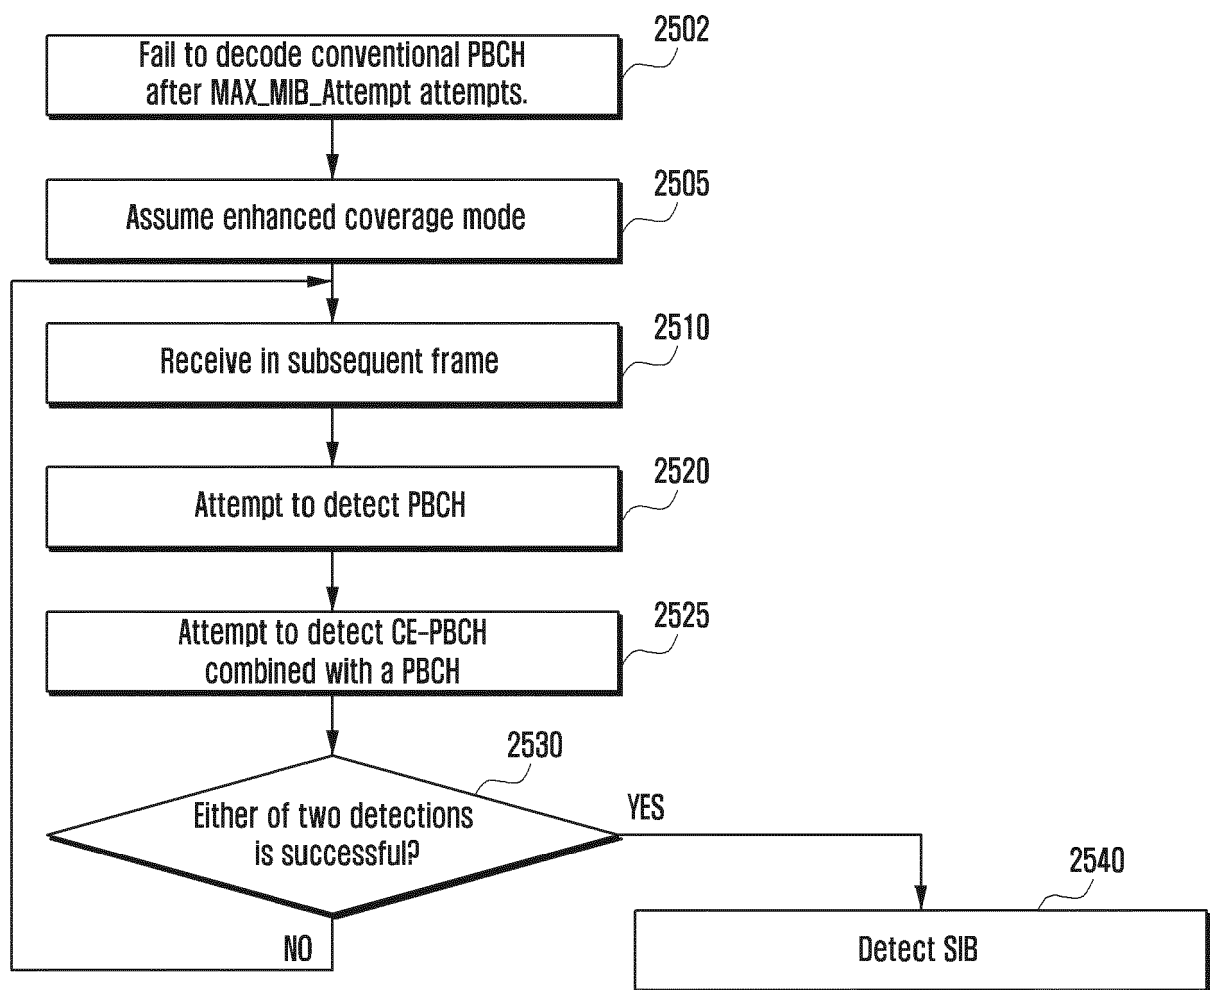 2502
Fail to decode conventional PBCH
after MAX_MIB_Attempt attempts.
2505
Assume enhanced coverage mode
2510
Receive in subsequent frame
2520
Attempt to detect PBCH
2525
Attempt to detect CE-PBCH
combined with a PBCH
2530
Either of two detections
is successful?
YES
2540
Detect SIB
NO